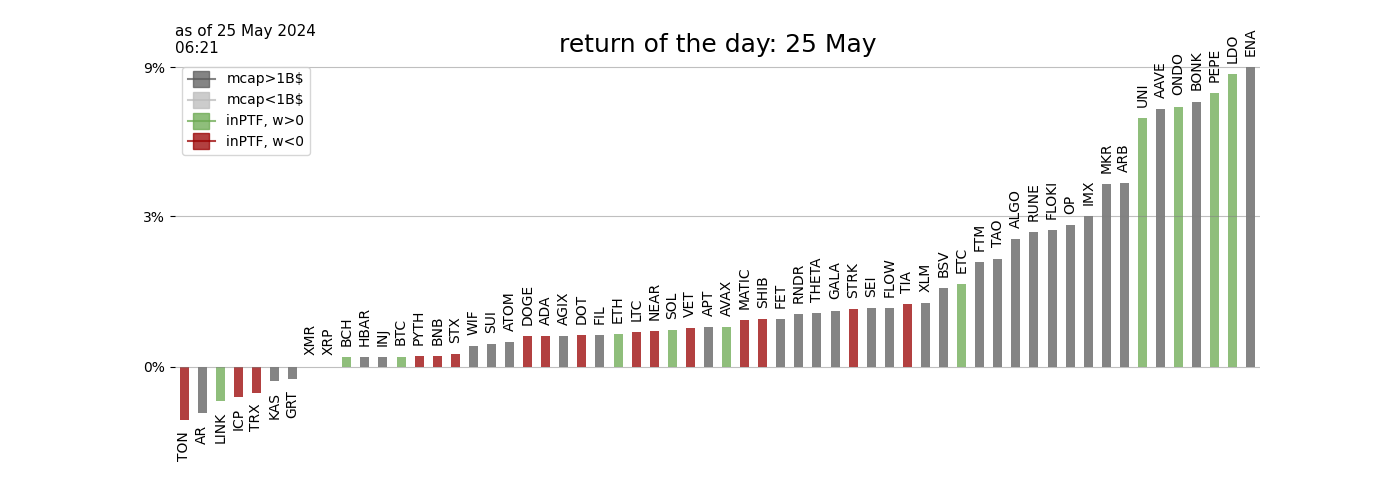 as of 25 May 2024
06:21
return of the day: 25 May
9%
3%
0%
mcap>1B$
mcap<1B$
inPTF, w>0
inPTF, w<0
TON
AR
LINK
ICP
TRX
KAS
GRT
XMR
XRP
BCH
HBAR
INJ
BTC
PYTH
BNB
STX
WIF
SUI
ATOM
DOGE
ADA
AGIX
DOT
FIL
ETH
LTC
NEAR
SOL
VET
APT
AVAX
MATIC
SHIB
FET
RNDR
THETA
GALA
STRK
SEI
FLOW
TIA
XLM
BSV
ETC
FTM
TAO
ALGO
RUNE
FLOKI
OP
IMX
MKR
ARB
UNI
AAVE
ONDO
BONK
PEPE
LDO
ENA